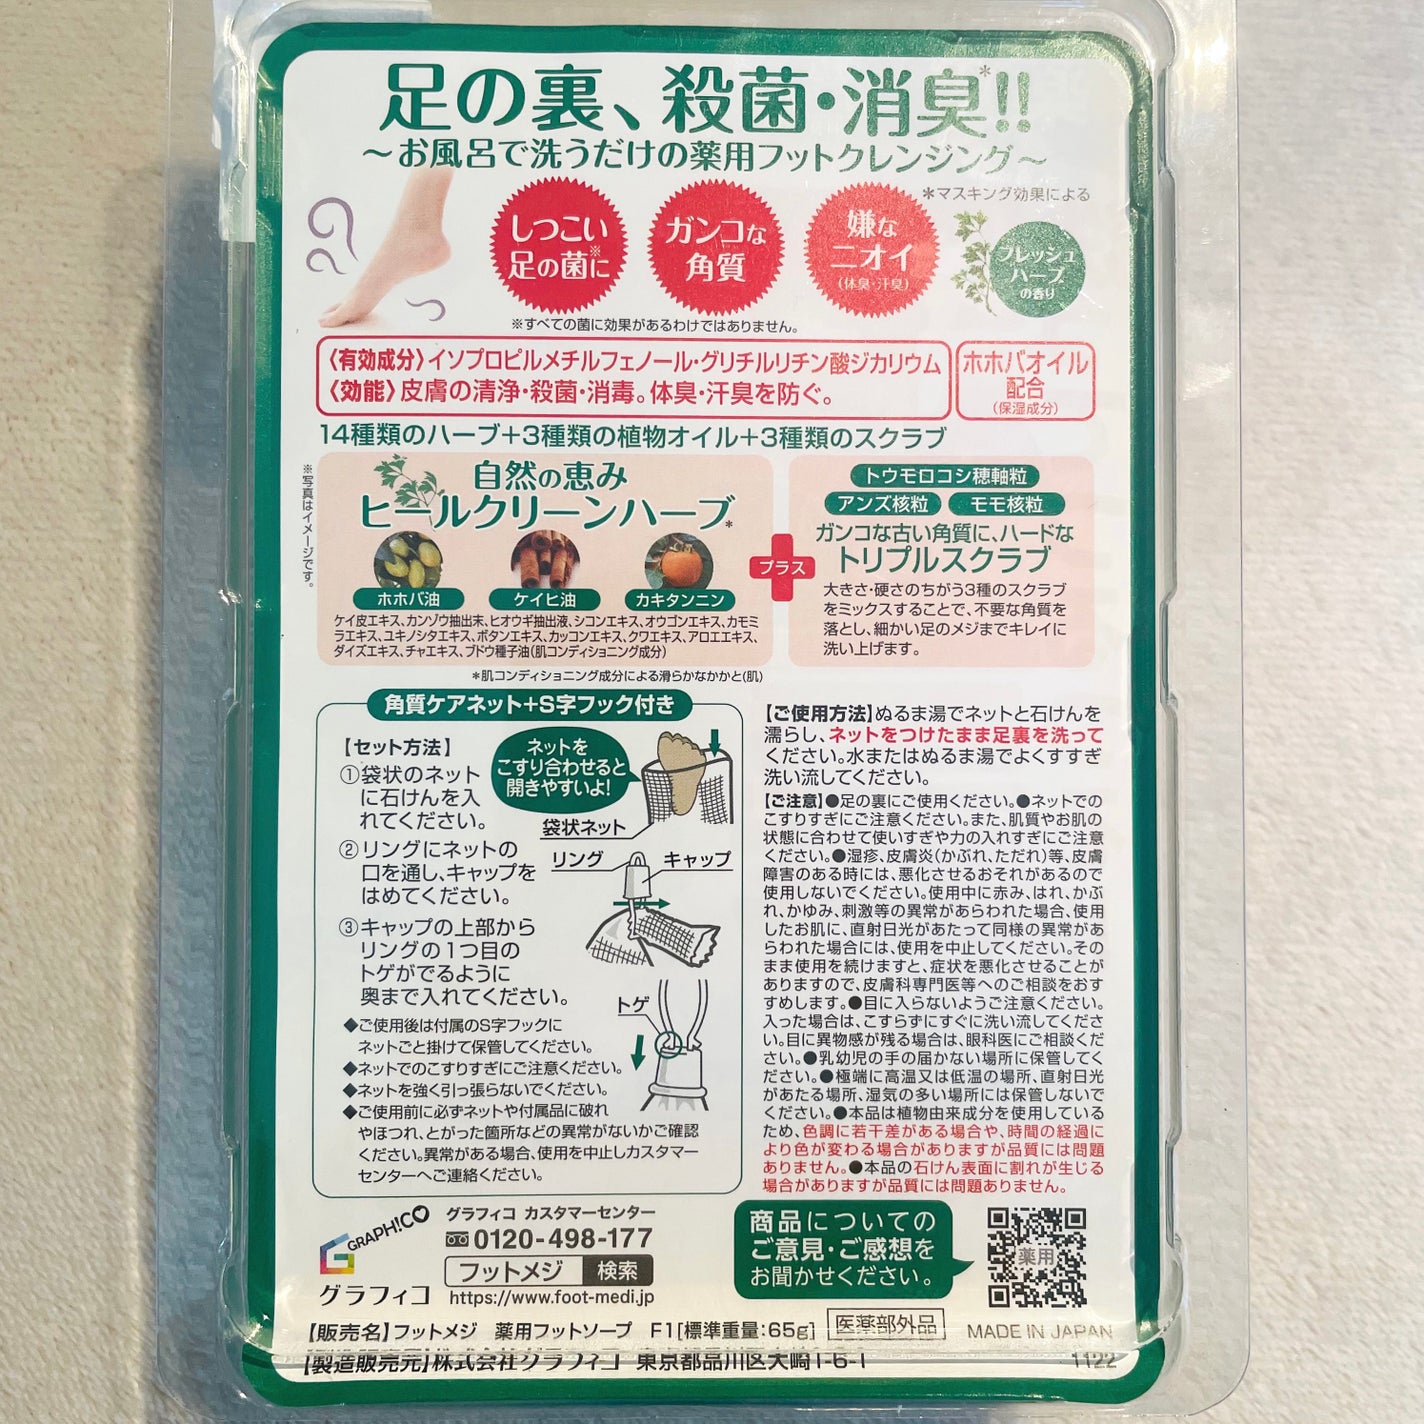 足の裏、殺菌・消臭*!!
〜お風呂で洗うだけの薬用フットクレンジング〜
*マスキング効果による
しつこい
足の菌※に
ガンコな
角質
嫌な
ニオイ
(体臭・汗臭)
フレッシュ
ハーブ
の香り
※すべての菌に効果があるわけではありません。
〈有効成分〉イソプロピルメチルフェノール・グリチルリチン酸ジカリウム
〈効能〉皮膚の清浄・殺菌・消毒。体臭・汗臭を防ぐ。
ホホバオイル
配合
(保湿成分)
14種類のハーブ+3種類の植物オイル+3種類のスクラブ
※写真はイメージです。
自然の恵み
ヒールクリーンハーブ*
ホホバ油
ケイヒ油
カキタンニン
ケイ皮エキス、カンゾウ抽出末、ヒオウギ抽出液、シコンエキス、オウゴンエキス、カモミ
ラエキス、ユキノシタエキス、ボタンエキス、カッコンエキス、クワエキス、アロエエキス、
ダイズエキス、チャエキス、ブドウ種子油(肌コンディショニング成分)
プラス
トウモロコシ穂軸粒
アンズ核粒
モモ核粒
ガンコな古い角質に、ハードな
トリプルスクラブ
大きさ・硬さのちがう3種のスクラブ
をミックスすることで、不要な角質を
落とし、細かい足のメジまでキレイに
洗い上げます。
*肌コンディショニング成分による滑らかなかかと(肌)
角質ケアネット+S字フック付き
【セット方法】
①袋状のネット
に石けんを入
れてください。
ネットを
こすり合わせると
開きやすいよ!
袋状ネット
②リングにネットの
口を通し、キャップを
はめてください。
リング
キャップ
③キャップの上部から
リングの1つ目の
トゲがでるように
奥まで入れてください。
トゲ
◆ご使用後は付属のS字フックに
ネットごと掛けて保管してください。
◆ネットでのこすりすぎにご注意ください。
◆ネットを強く引っ張らないでください。
◆ご使用前に必ずネットや付属品に破れ
やほつれ、とがった箇所などの異常がないかご確認
ください。異常がある場合、使用を中止しカスタマー
センターへご連絡ください。
【ご使用方法】ぬるま湯でネットと石けんを
濡らし、ネットをつけたまま足裏を洗って
ください。水またはぬるま湯でよくすすぎ
洗い流してください。
【ご注意】●足の裏にご使用ください。●ネットでの
こすりすぎにご注意ください。また、肌質やお肌の
状態に合わせて使いすぎや力の入れすぎにご注意
ください。●湿疹、皮膚炎(かぶれ、ただれ)等、皮膚
障害のある時には、悪化させるおそれがあるので
使用しないでください。使用中に赤み、はれ、かぶ
れ、かゆみ、刺激等の異常があらわれた場合、使用
したお肌に、直射日光があたって同様の異常があ
らわれた場合には、使用を中止してください。その
まま使用を続けますと、症状を悪化させることが
ありますので、皮膚科専門医等へのご相談をおす
すめします。●目に入らないようご注意ください。
入った場合は、こすらずにすぐに洗い流してくださ
い。目に異物感が残る場合は、眼科医にご相談くだ
さい。●乳幼児の手の届かない場所に保管してく
ださい。●極端に高温又は低温の場所、直射日光
があたる場所、湿気の多い場所には保管しないで
ください。●本品は植物由来成分を使用している
ため、色調に若干差がある場合や、時間の経過に
より色が変わる場合がありますが品質には問題
ありません。●本品の石けん表面に割れが生じる
場合がありますが品質には問題ありません。
GRAPH!CO
グラフィコ
グラフィコ カスタマーセンター
0120-498-177
フットメジ 検索
https://www.foot-medi.jp
商品についての
ご意見・ご感想を
お聞かせください。
薬用
【販売名】フットメジ 薬用フットソープ F1[標準重量:65g] 医薬部外品 MADE IN JAPAN
【製造販売元】株式会社グラフィコ 東京都品川区大崎1-6-1 1122